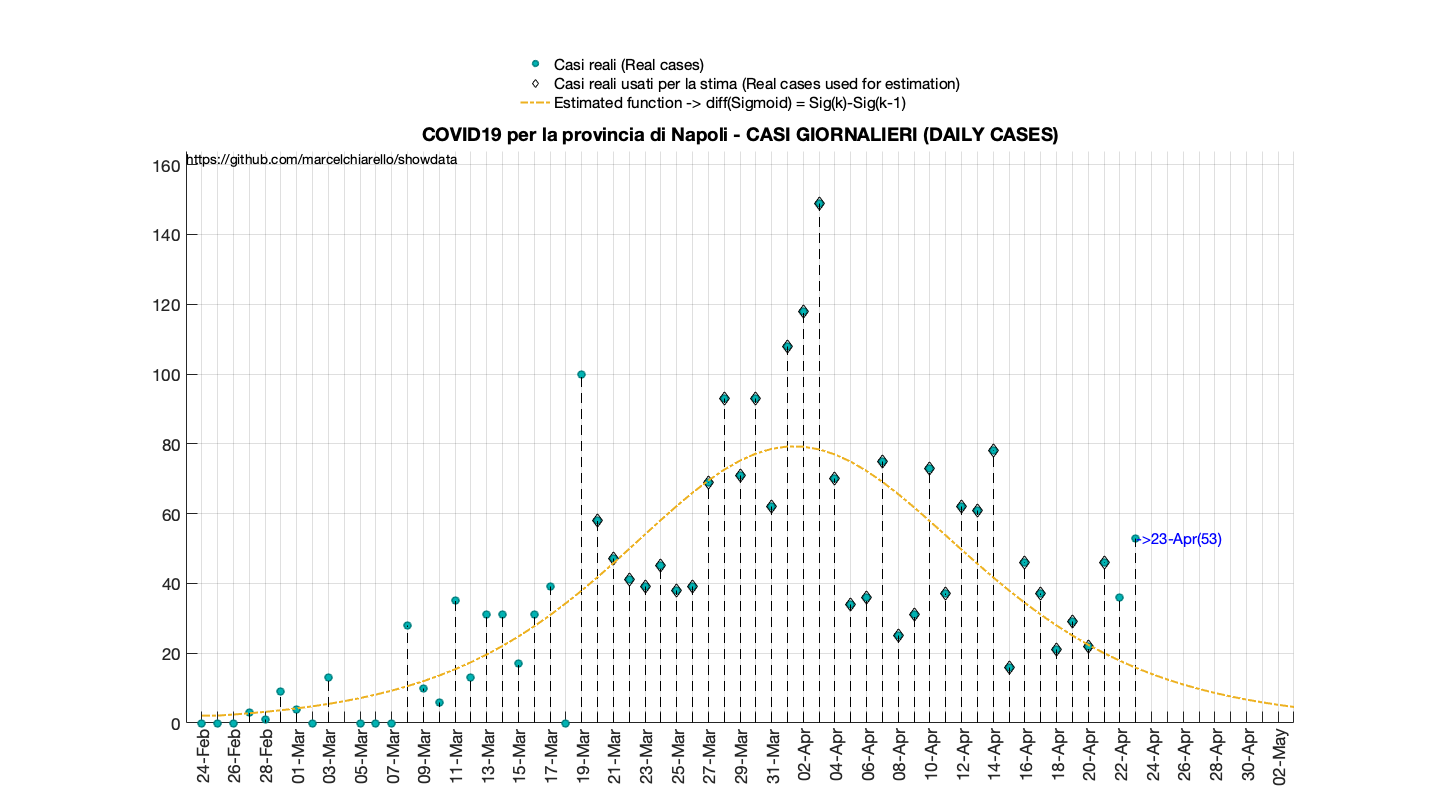 Casi reali (Real cases)
Casi reali usati per la stima (Real cases used for estimation)
Estimated function -> diff(Sigmoid) = Sig(k)-Sig(k-1)
COVID19 per la provincia di Napoli - CASI GIORNALIERI (DAILY CASES)
https://github.com/marcelchiarello/showdata
160
140
120
100
80
60
40
20
0
->23-Apr(53)
24-Feb
26-Feb
28-Feb
01-Mar
03-Mar
05-Mar
07-Mar
09-Mar
11-Mar
13-Mar
15-Mar
17-Mar
19-Mar
21-Mar
23-Mar
25-Mar
27-Mar
29-Mar
31-Mar
02-Apr
04-Apr
06-Apr
08-Apr
10-Apr
12-Apr
14-Apr
16-Apr
18-Apr
20-Apr
22-Apr
24-Apr
26-Apr
28-Apr
30-Apr
02-May